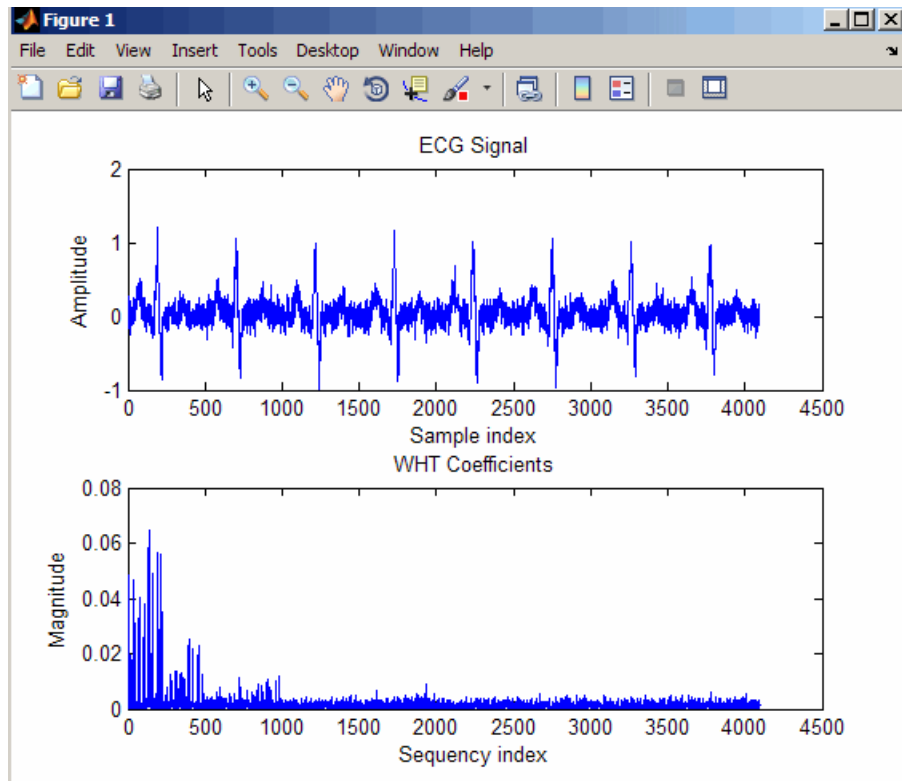 Figure 1
File Edit View Insert Tools Desktop Window Help
ECG Signal
2
1
0
-1
Amplitude
0 500 1000 1500 2000 2500 3000 3500 4000 4500
Sample index
WHT Coefficients
0.08
0.06
0.04
0.02
0
Magnitude
0 500 1000 1500 2000 2500 3000 3500 4000 4500
Sequency index